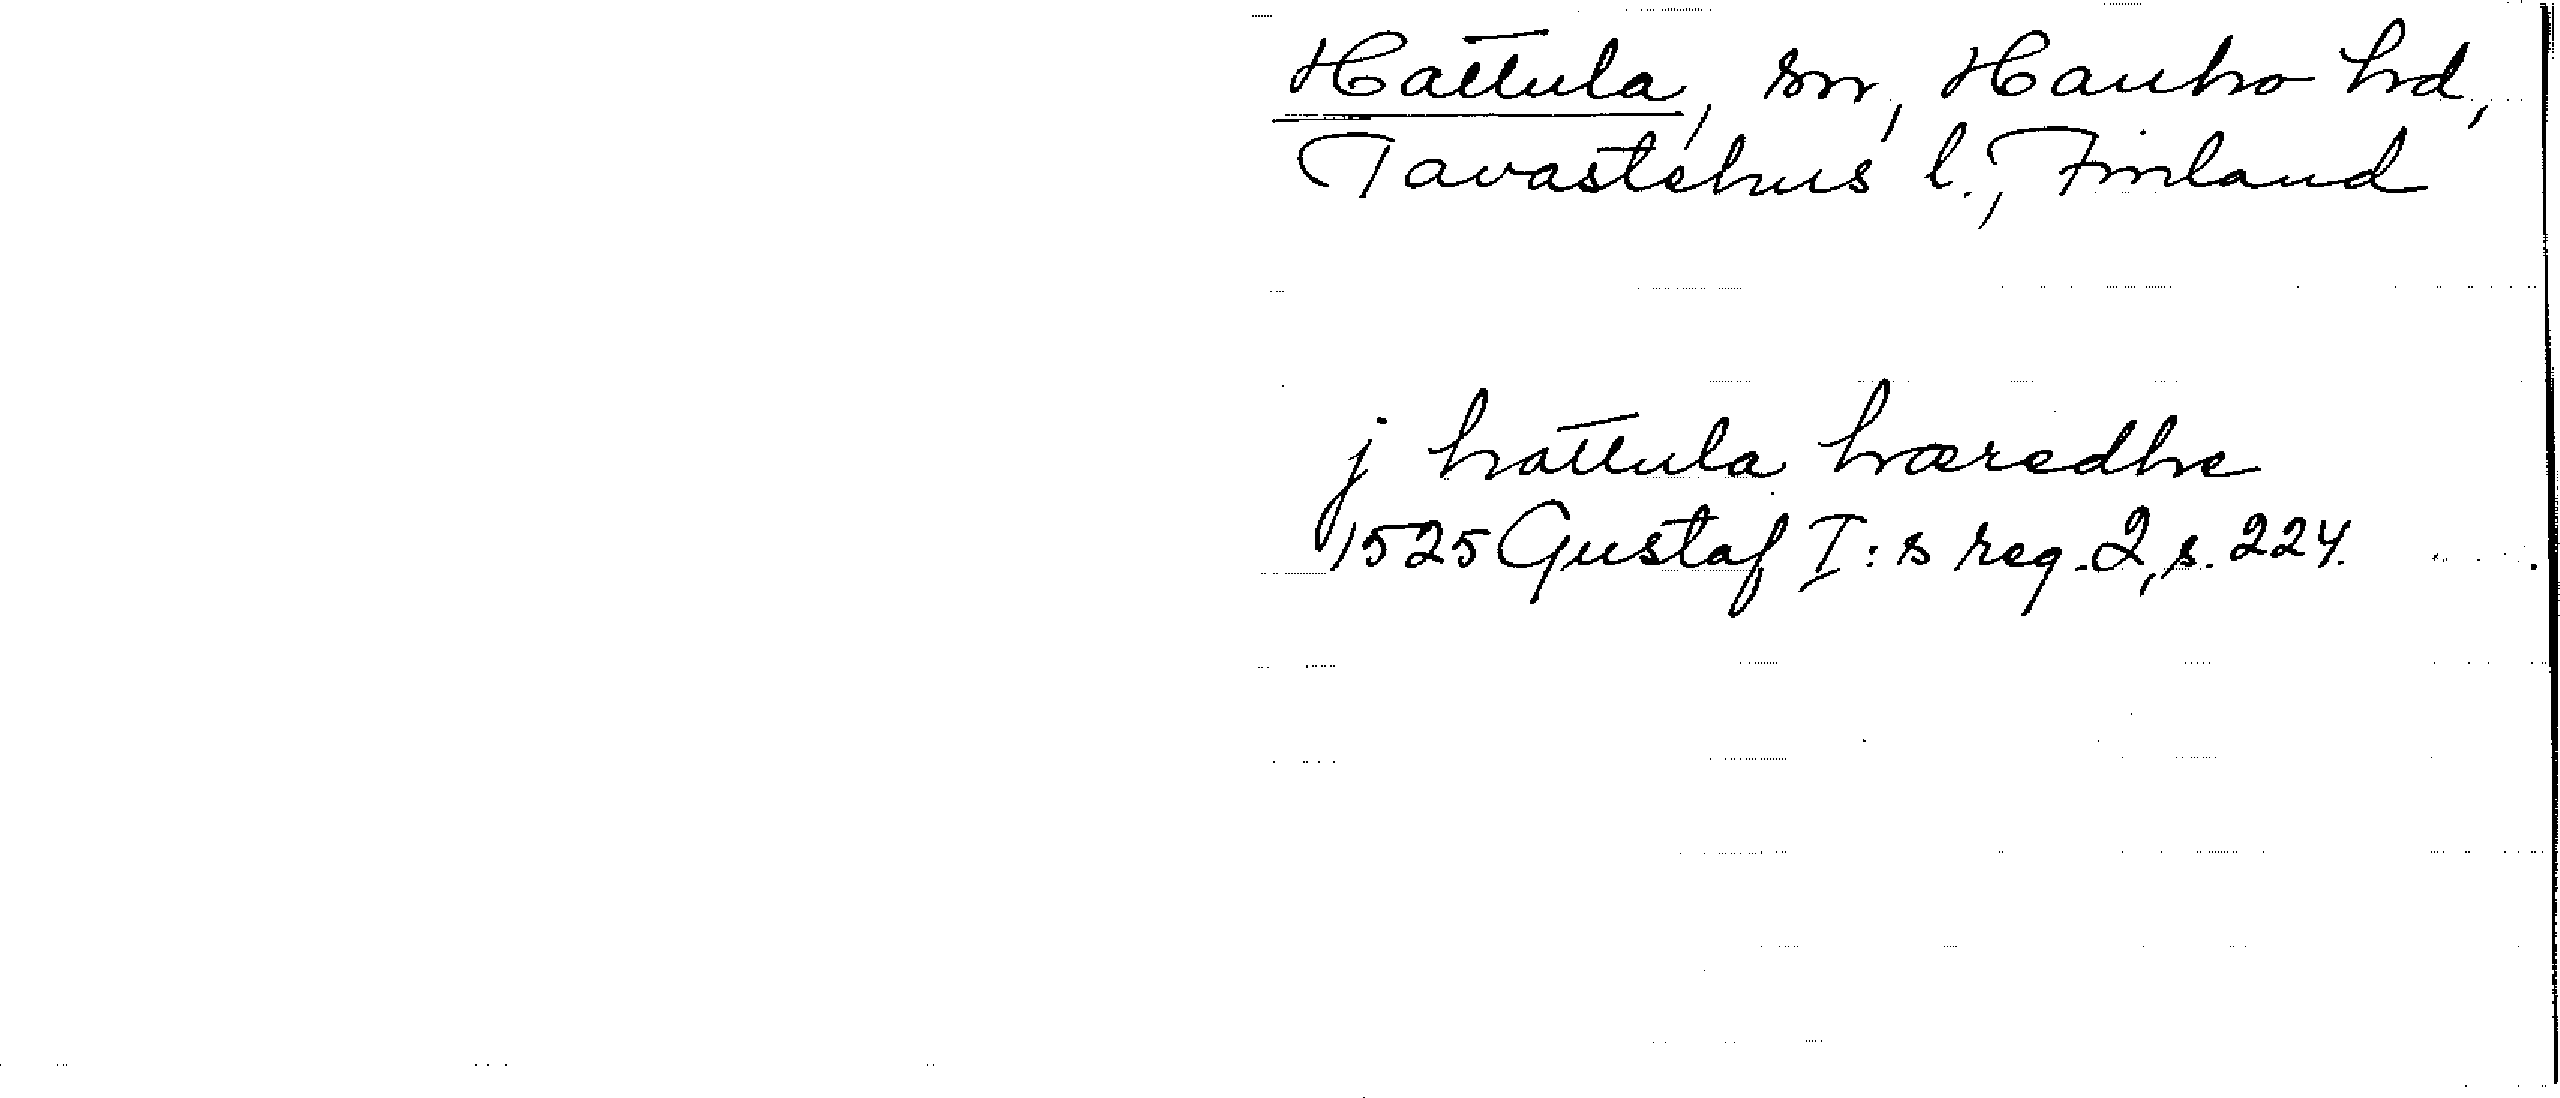 Hattula, sn, Hauho hd,
Tavastehus l., Finland
j hattula hæredhe
1525 Gustaf I:s reg. 2, s. 224.